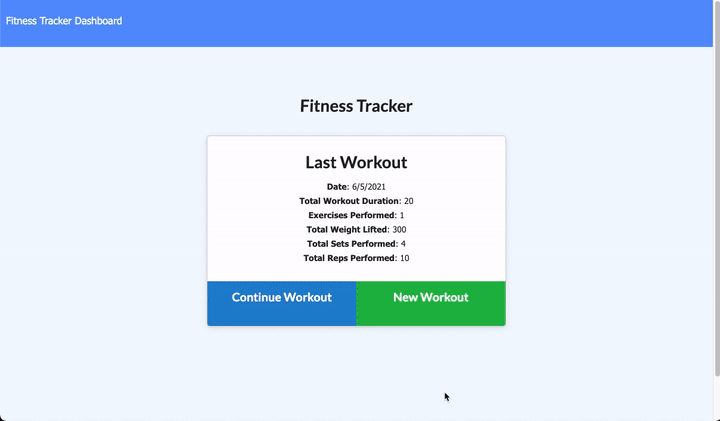 Fitness Tracker Dashboard
Fitness Tracker
Last Workout
Date: 6/5/2021
Total Workout Duration: 20
Exercises Performed: 1
Total Weight Lifted: 300
Total Sets Performed: 4
Total Reps Performed: 10
Continue Workout New Workout